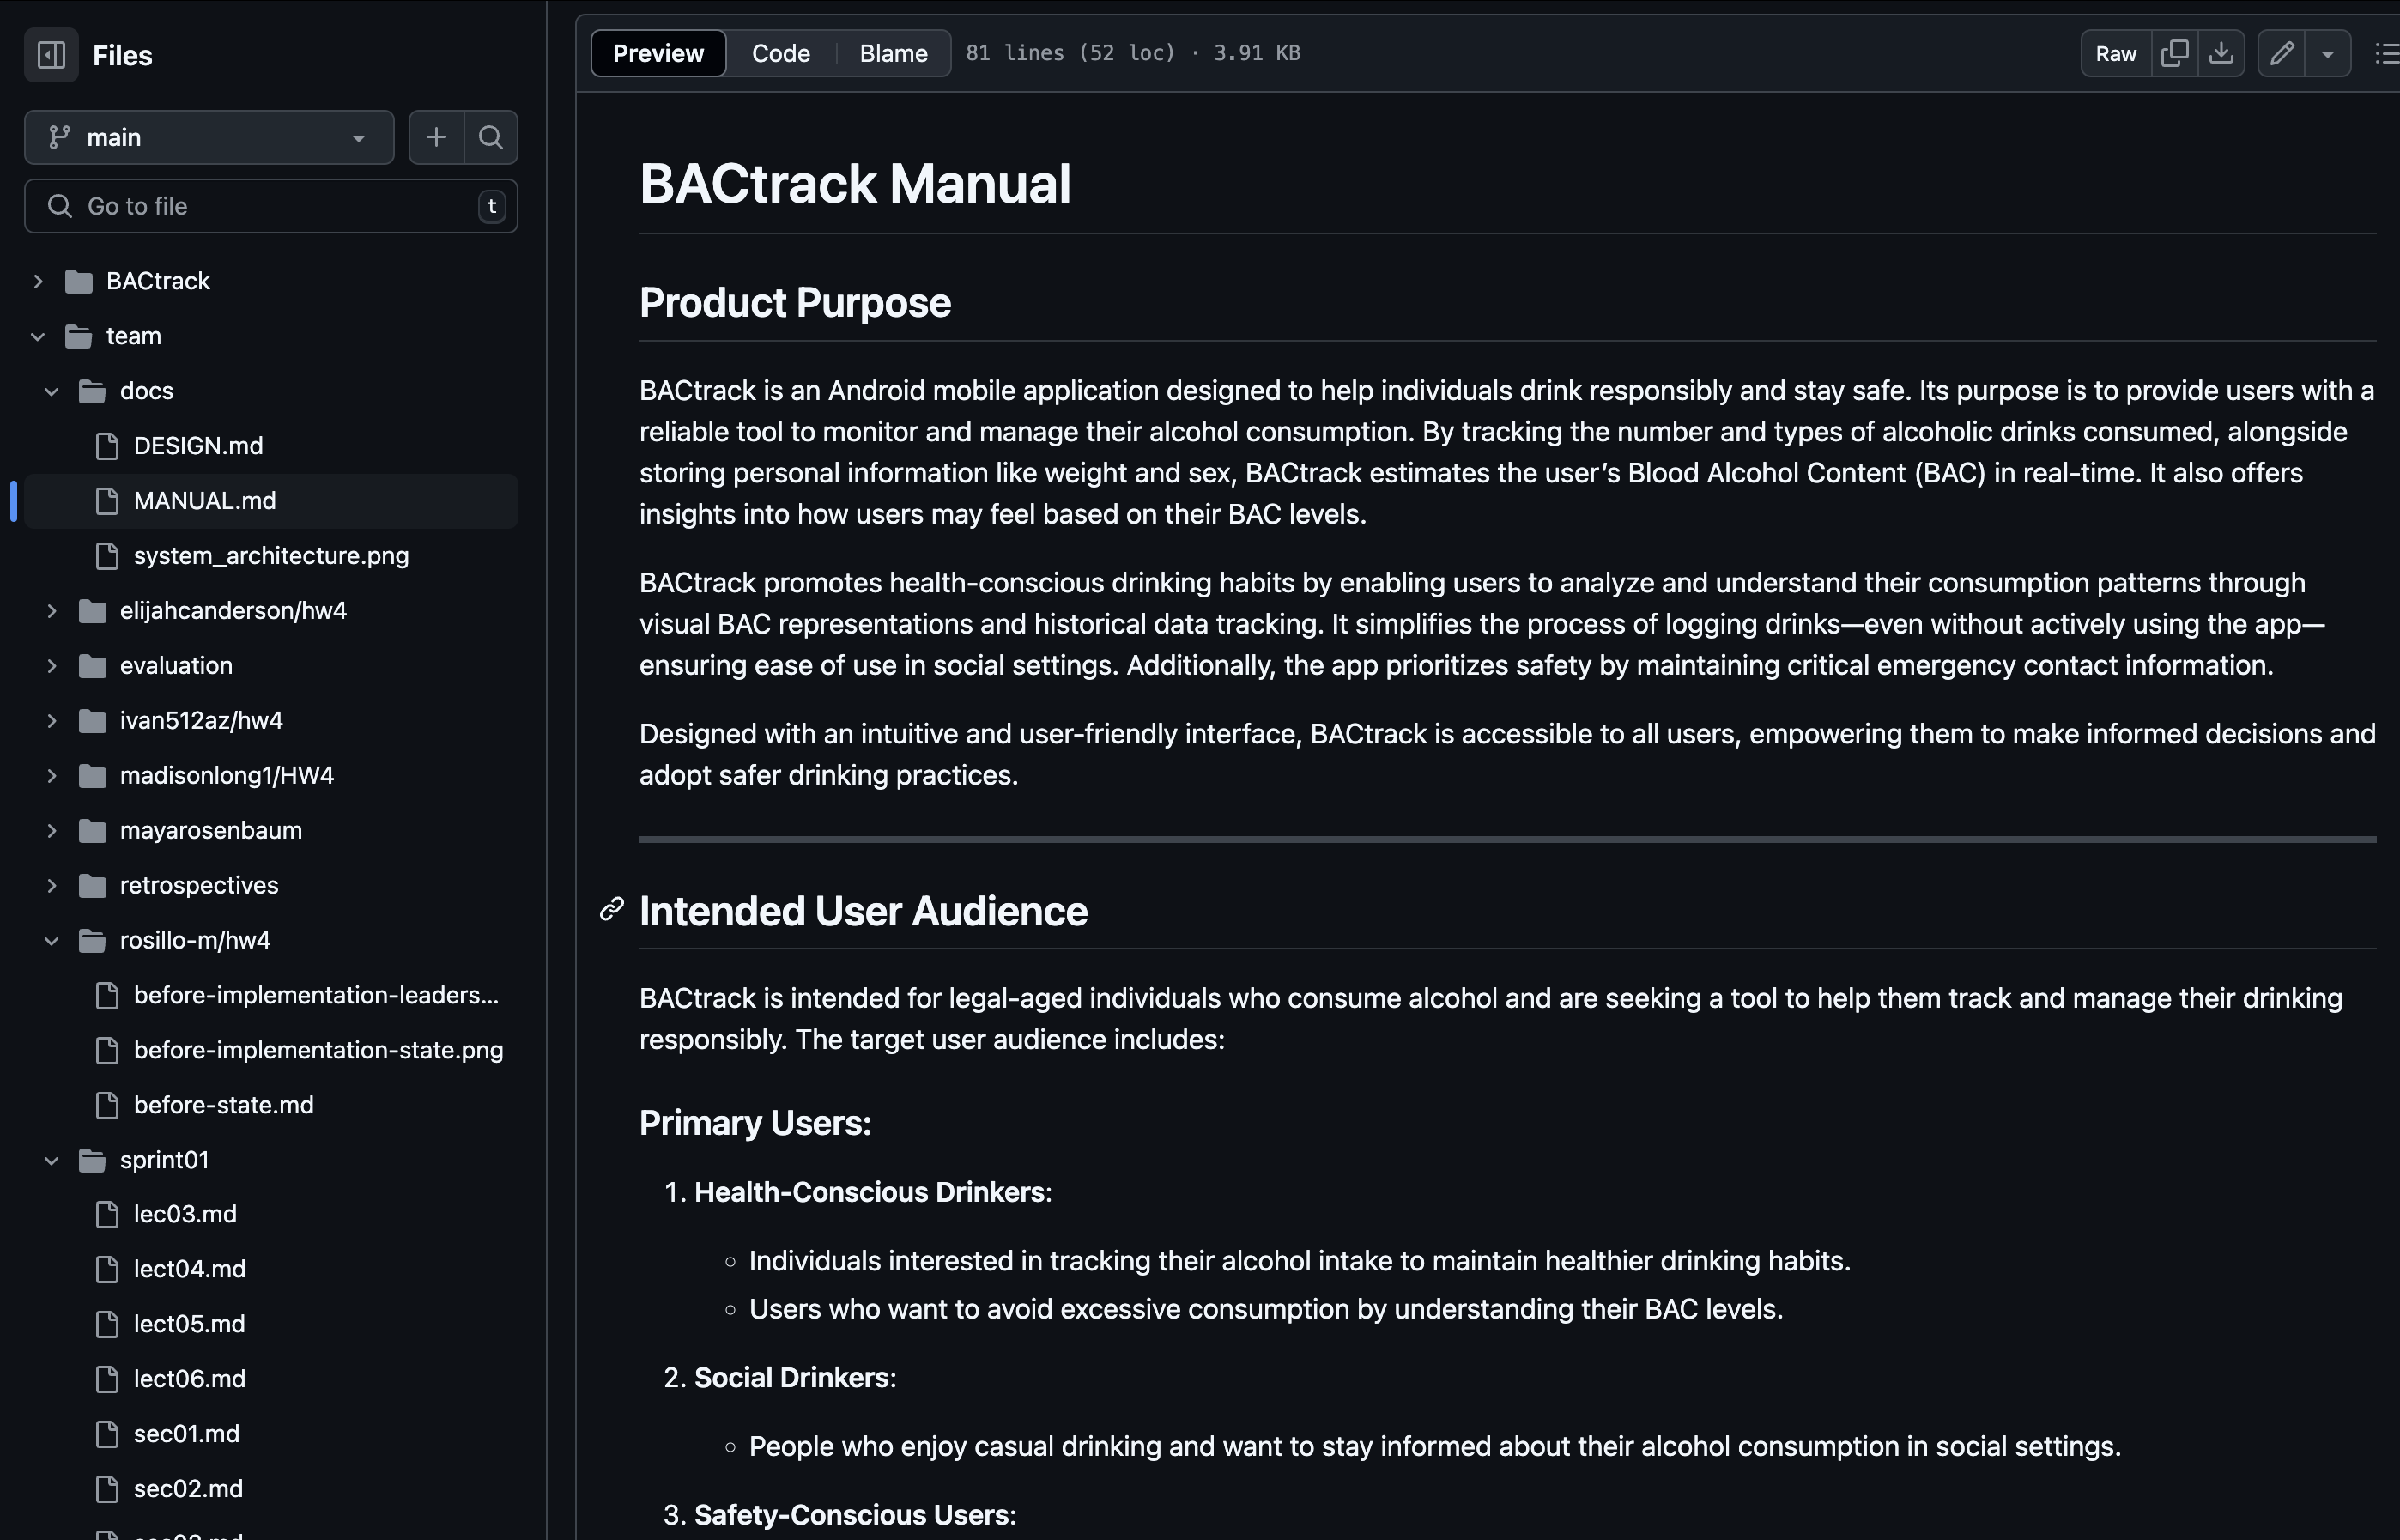 Files
main
Go to file
t
BACtrack
team
docs
DESIGN.md
MANUAL.md
system_architecture.png
elijahcanderson/hw4
evaluation
ivan512az/hw4
madisonlong1/HW4
mayarosenbaum
retrospectives
rosillo-m/hw4
before-implementation-leaders...
before-implementation-state.png
before-state.md
sprint01
lec03.md
lect04.md
lect05.md
lect06.md
sec01.md
sec02.md
Preview
Code
Blame
81 lines (52 loc) · 3.91 KB
Raw
BACtrack Manual
Product Purpose
BACtrack is an Android mobile application designed to help individuals drink responsibly and stay safe. Its purpose is to provide users with a
reliable tool to monitor and manage their alcohol consumption. By tracking the number and types of alcoholic drinks consumed, alongside
storing personal information like weight and sex, BACtrack estimates the user’s Blood Alcohol Content (BAC) in real-time. It also offers
insights into how users may feel based on their BAC levels.
BACtrack promotes health-conscious drinking habits by enabling users to analyze and understand their consumption patterns through
visual BAC representations and historical data tracking. It simplifies the process of logging drinks—even without actively using the app—
ensuring ease of use in social settings. Additionally, the app prioritizes safety by maintaining critical emergency contact information.
Designed with an intuitive and user-friendly interface, BACtrack is accessible to all users, empowering them to make informed decisions and
adopt safer drinking practices.
Intended User Audience
BACtrack is intended for legal-aged individuals who consume alcohol and are seeking a tool to help them track and manage their drinking
responsibly. The target user audience includes:
Primary Users:
1. Health-Conscious Drinkers:
◦ Individuals interested in tracking their alcohol intake to maintain healthier drinking habits.
◦ Users who want to avoid excessive consumption by understanding their BAC levels.
2. Social Drinkers:
◦ People who enjoy casual drinking and want to stay informed about their alcohol consumption in social settings.
3. Safety-Conscious Users: